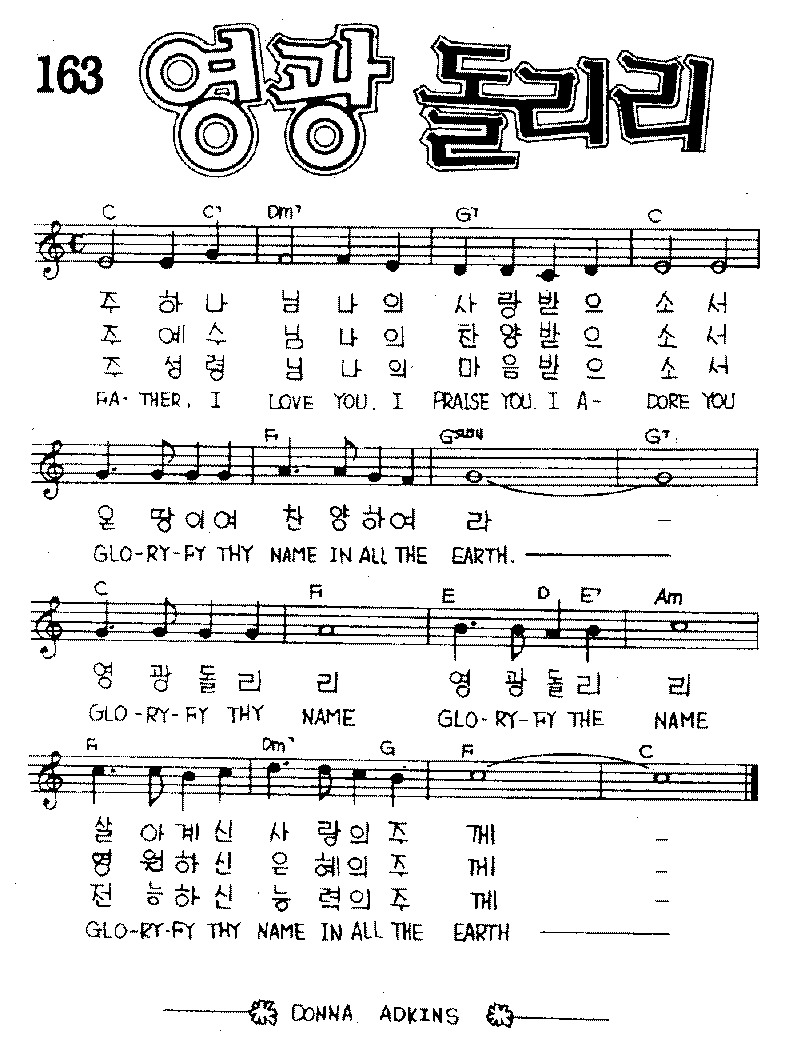 163 영광 돌리리
C C7 Dm7 G7 C
주 하 나 님 나 의 사 랑 받 으 소 서
주 예 수 님 나 의 찬 양 받 으 소 서
주 성 령 님 나 의 마 음 받 으 소 서
FA- THER, I LOVE YOU. I PRAISE YOU. I A- DORE YOU
F Gsus4 G7
온 땅 이 여 찬 양 하 여 라 –
GLO-RY-FY THY NAME IN ALL THE EARTH.
C F E D E7 Am
영 광 돌 리 리 영 광 돌 리 리
GLO-RY-FY THY NAME GLO-RY-FY THE NAME
F Dm7 G F C
살 아 계 신 사 랑 의 주 께 –
영 원 하 신 은 혜 의 주 께 –
전 능 하 신 능 력 의 주 께 –
GLO-RY-FY THY NAME IN ALL THE EARTH
DONNA ADKINS